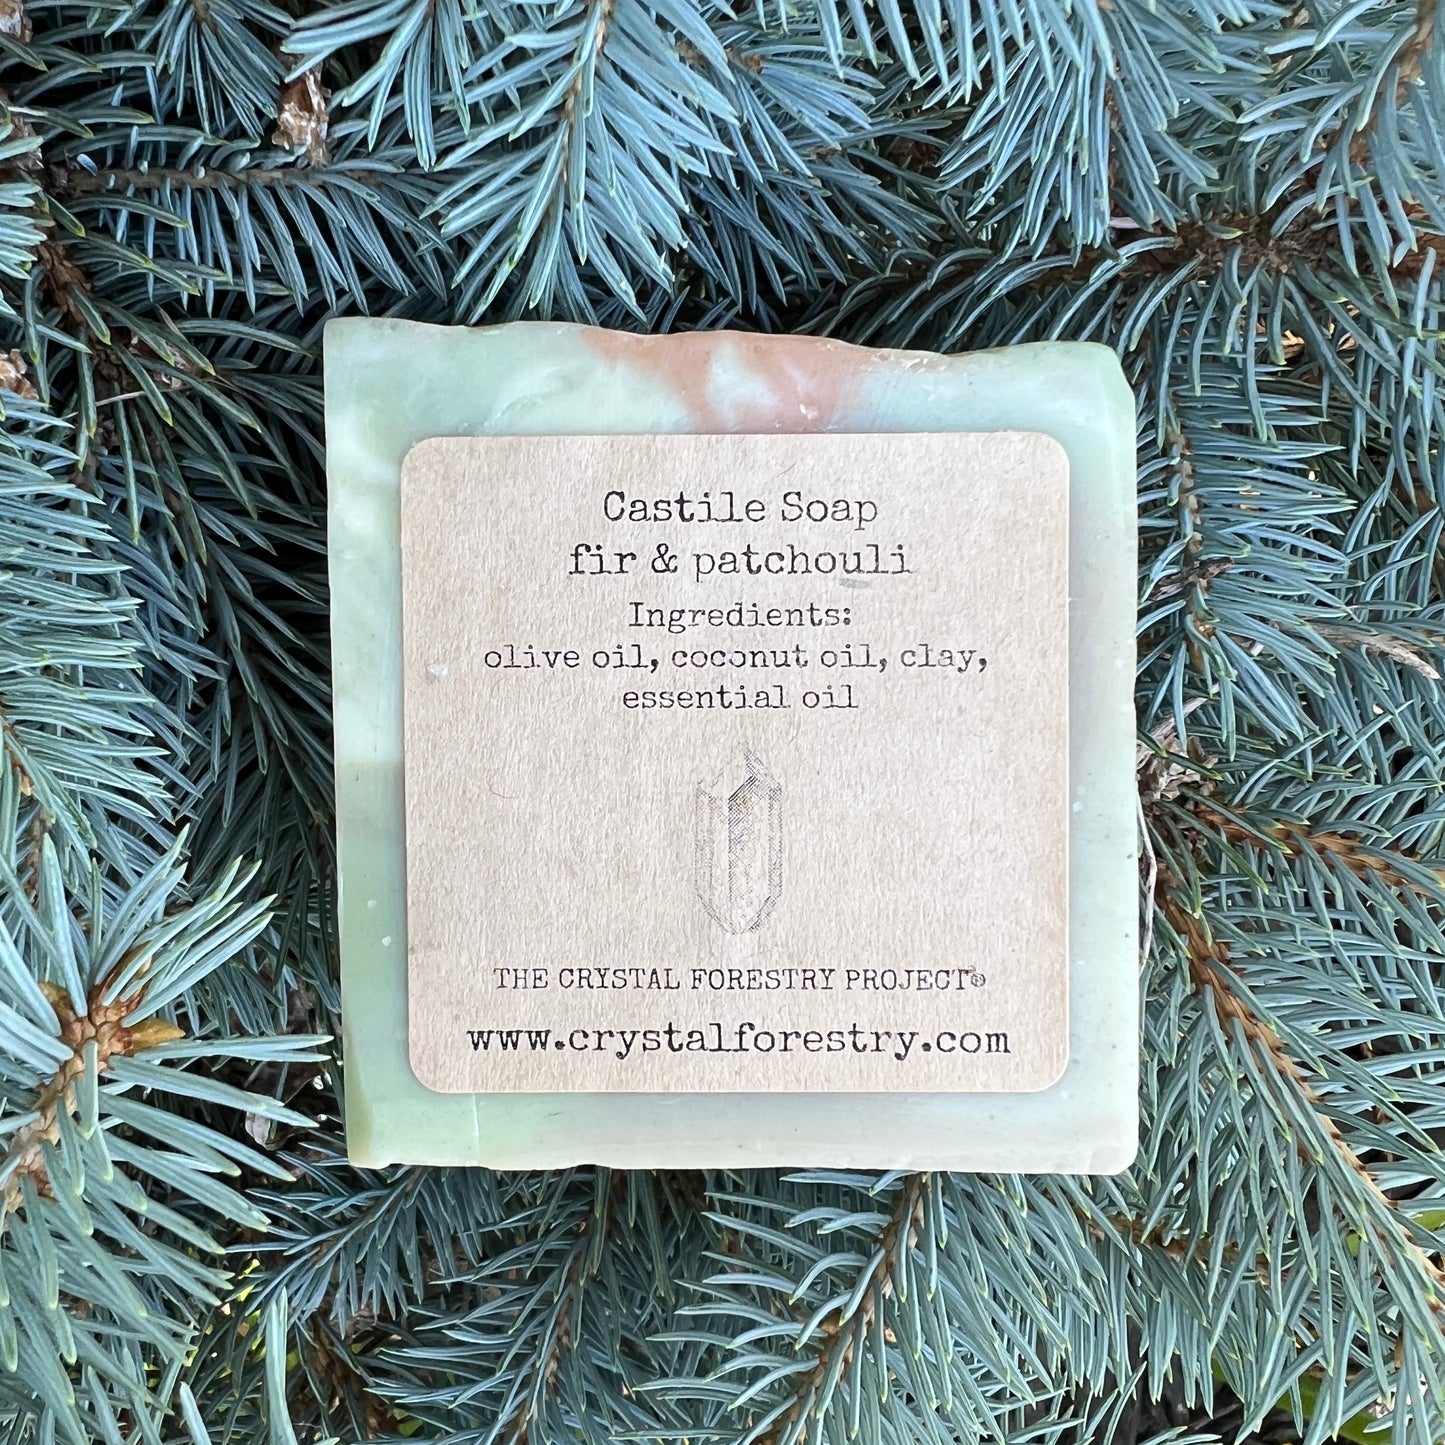 Castile Soap
fir & patchouli
Ingredients:
olive oil, coconut oil, clay,
essential oil
THE CRYSTAL FORESTRY PROJECT®
www.crystalforestry.com